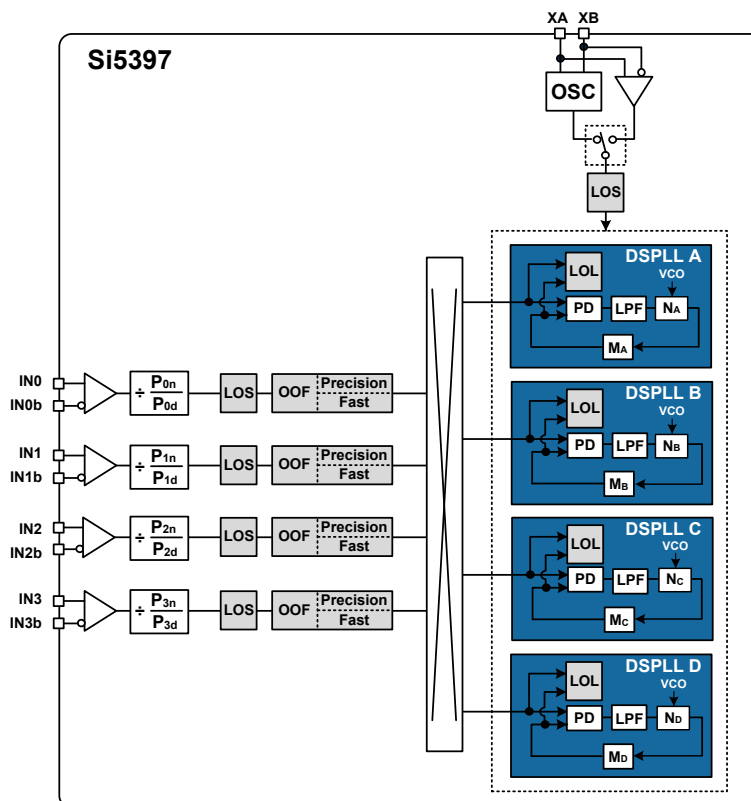 XA XB
Si5397
OSC
LOS
DSPLL A
VCO
LOL
PD LPF NA
MA
DSPLL B
VCO
LOL
PD LPF NB
MB
DSPLL C
VCO
LOL
PD LPF NC
MC
DSPLL D
VCO
LOL
PD LPF ND
MD
IN0
IN0b
÷ P0n
P0d
LOS
OOF
Precision
Fast
IN1
IN1b
÷ P1n
P1d
LOS
OOF
Precision
Fast
IN2
IN2b
÷ P2n
P2d
LOS
OOF
Precision
Fast
IN3
IN3b
÷ P3n
P3d
LOS
OOF
Precision
Fast